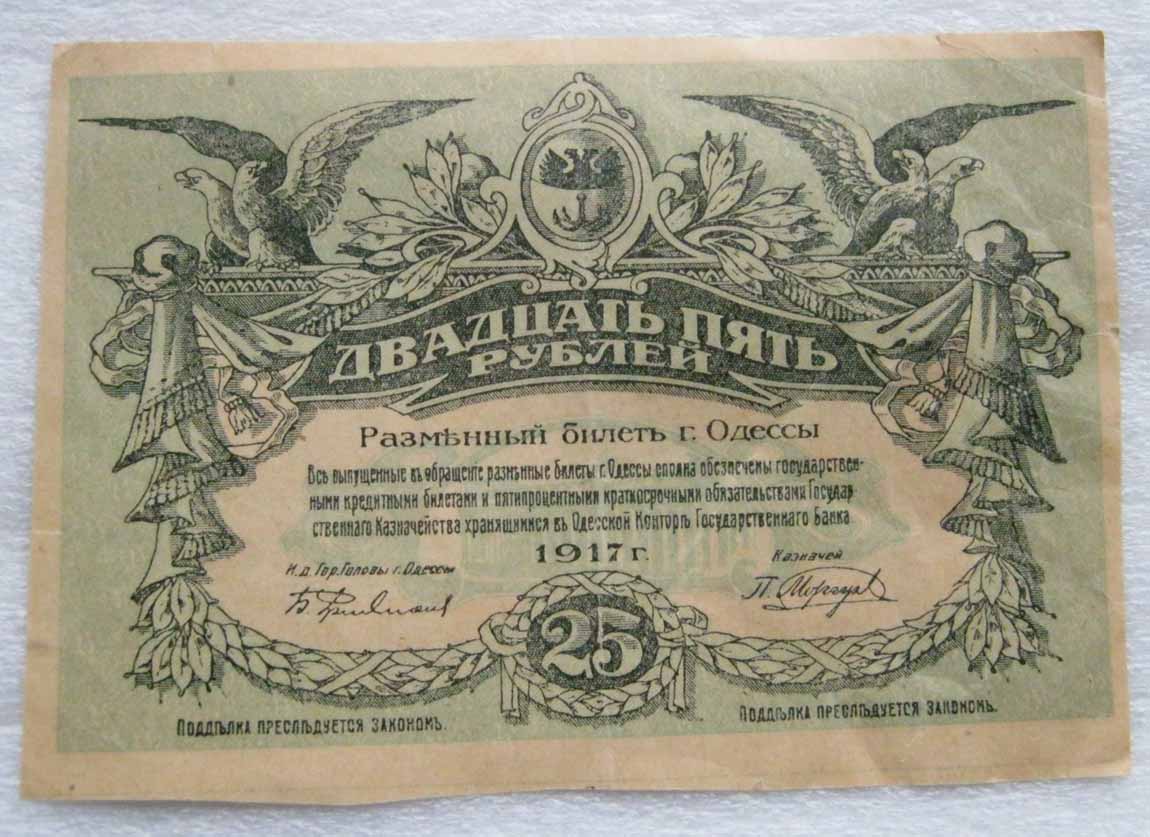 ДВАДЦАТЬ ПЯТЬ
РУБЛЕЙ
Размѣнный билетъ г. Одессы
Всѣ выпущенные въ обращенiе размѣнные билеты г. Одессы сполна обезпечены государствен-
ными кредитными билетами и пятипроцентными краткосрочными обязательствами Государ-
ственнаго Казначейства хранящимися въ Одесской Конторѣ Государственнаго Банка
1917 г.
И.д. Гор. Головы г. Одессы
Казначей
25
Поддѣлка преслѣдуется закономъ.
Поддѣлка преслѣдуется закономъ.